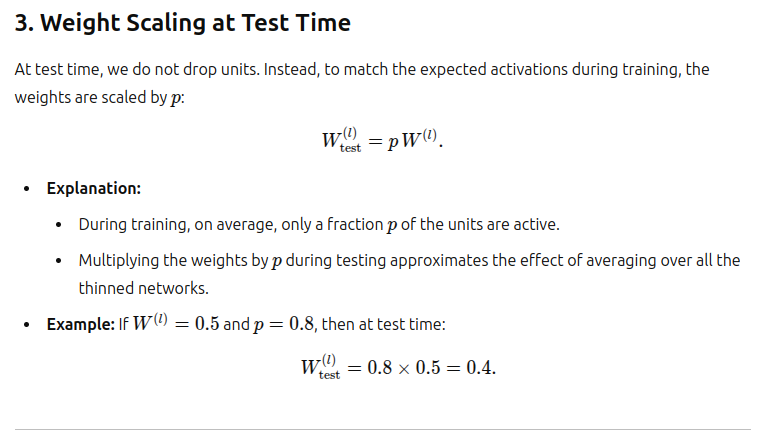 3. Weight Scaling at Test Time
At test time, we do not drop units. Instead, to match the expected activations during training, the
weights are scaled by p:
W_test^(l) = p W^(l).
• Explanation:
• During training, on average, only a fraction p of the units are active.
• Multiplying the weights by p during testing approximates the effect of averaging over all the
thinned networks.
• Example: If W^(l) = 0.5 and p = 0.8, then at test time:
W_test^(l) = 0.8 × 0.5 = 0.4.